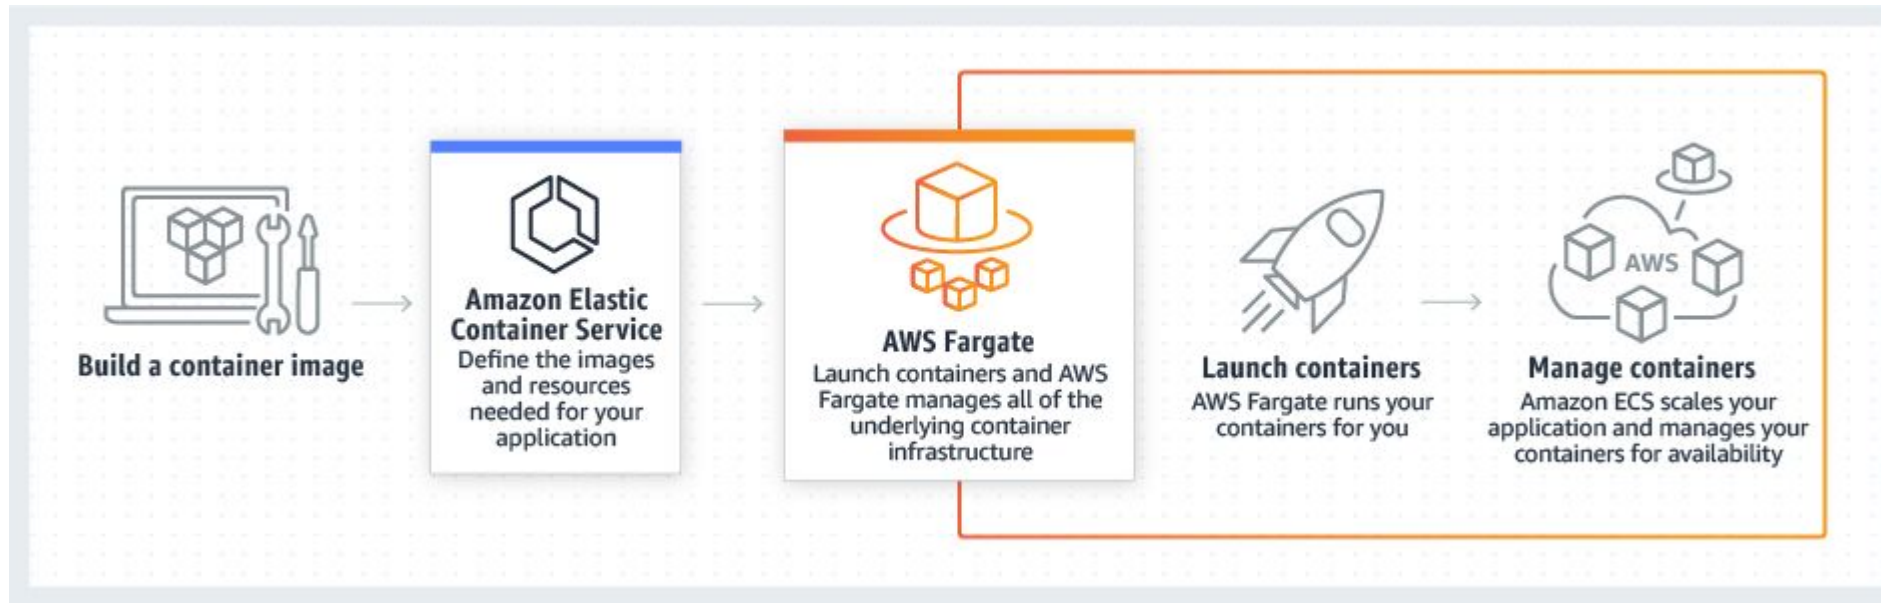 Build a container image
Amazon Elastic
Container Service
Define the images
and resources
needed for your
application
AWS Fargate
Launch containers and AWS
Fargate manages all of the
underlying container
infrastructure
Launch containers
AWS Fargate runs your
containers for you
AWS
Manage containers
Amazon ECS scales your
application and manages your
containers for availability